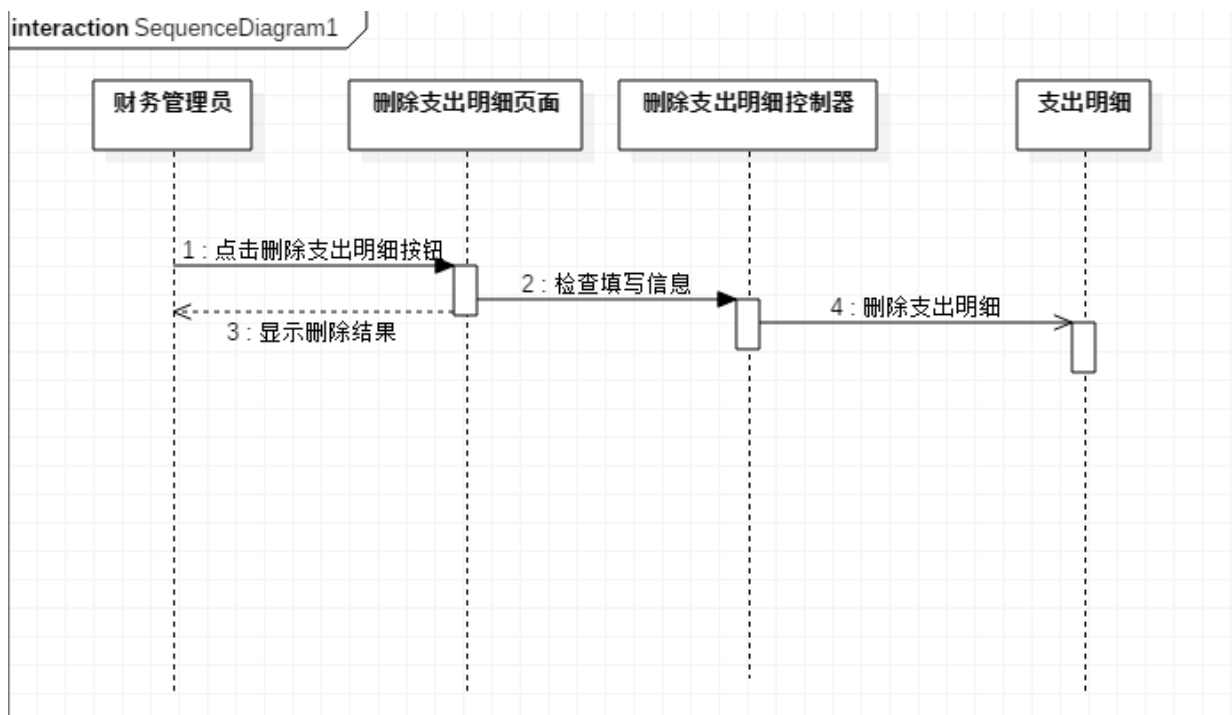 interaction SequenceDiagram1
财务管理员
删除支出明细页面
删除支出明细控制器
支出明细
1 : 点击删除支出明细按钮
2 : 检查填写信息
4 : 删除支出明细
3 : 显示删除结果